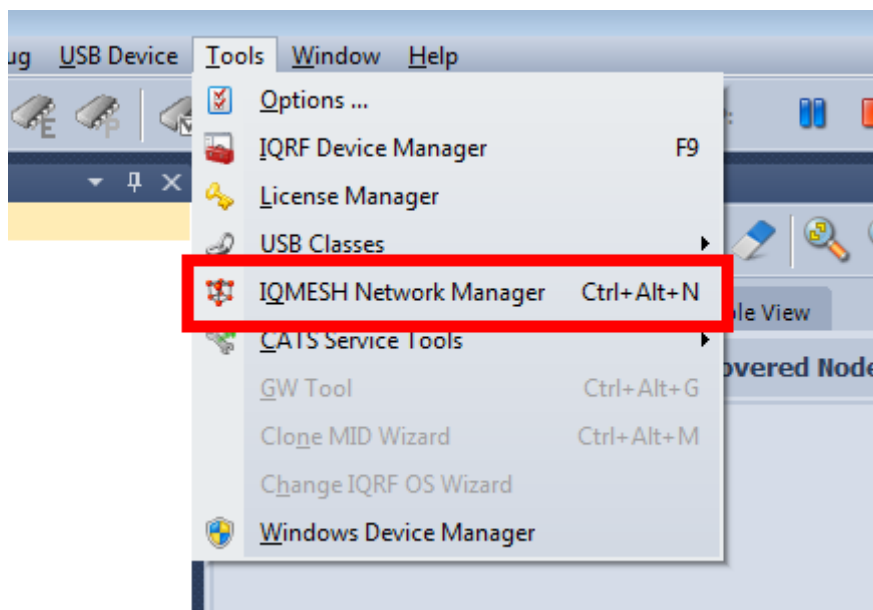 ug USB Device Tools Window Help
Options ...
IQRF Device Manager F9
License Manager
USB Classes
IQMESH Network Manager Ctrl+Alt+N
ble View
CATS Service Tools
overed Node
GW Tool Ctrl+Alt+G
Clone MID Wizard Ctrl+Alt+M
Change IQRF OS Wizard
Windows Device Manager